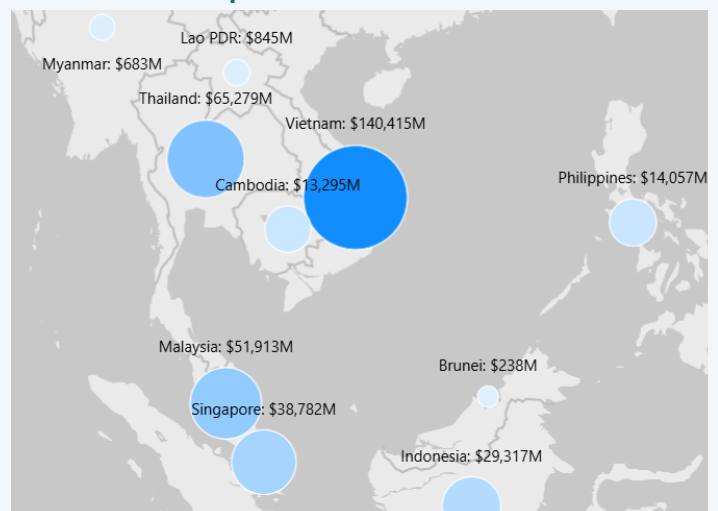 Lao PDR: $845M
Myanmar: $683M
Thailand: $65,279M
Vietnam: $140,415M
Philippines: $14,057M
Cambodia: $13,295M
Malaysia: $51,913M
Brunei: $238M
Singapore: $38,782M
Indonesia: $29,317M